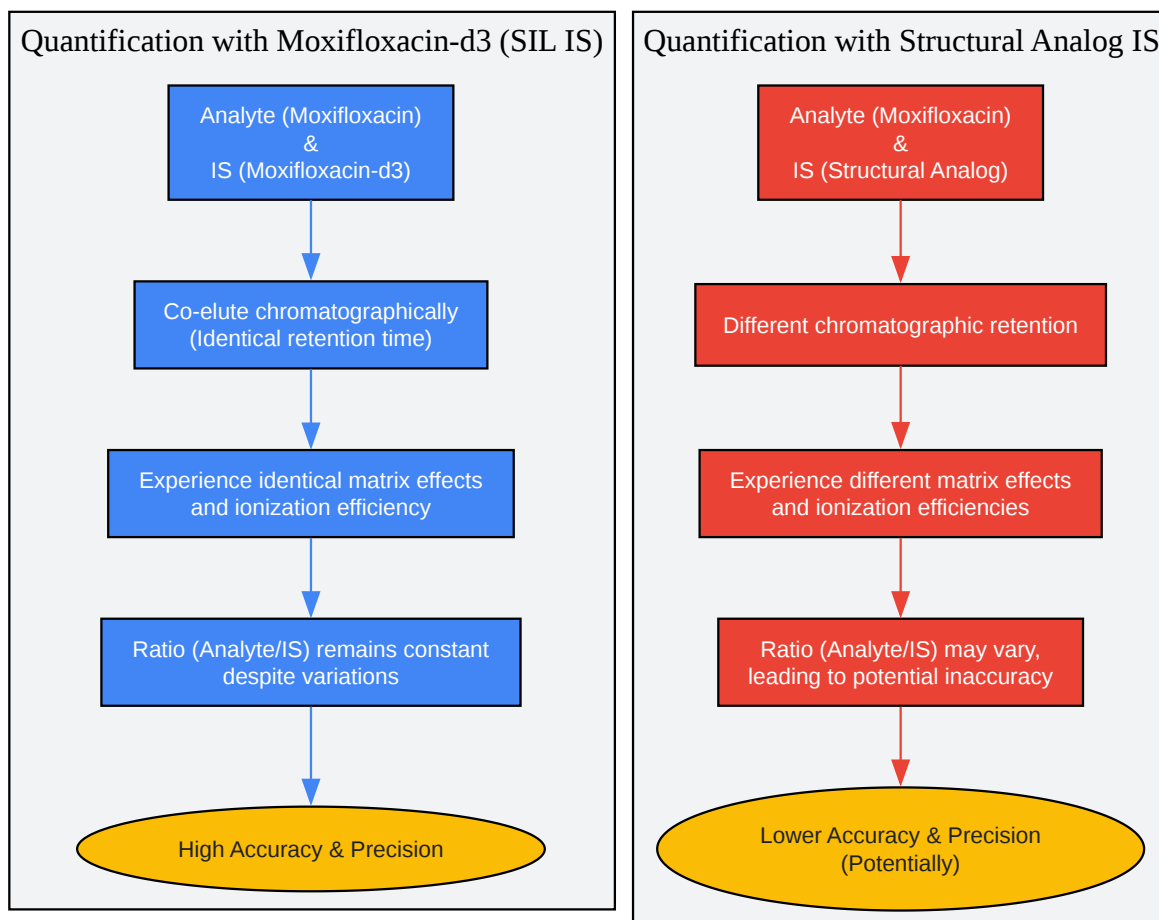 Quantification with Moxifloxacin-d3 (SIL IS)
Analyte (Moxifloxacin)
&
IS (Moxifloxacin-d3)
Co-elute chromatographically
(Identical retention time)
Experience identical matrix effects
and ionization efficiency
Ratio (Analyte/IS) remains constant
despite variations
High Accuracy & Precision
Quantification with Structural Analog IS
Analyte (Moxifloxacin)
&
IS (Structural Analog)
Different chromatographic retention
Experience different matrix effects
and ionization efficiencies
Ratio (Analyte/IS) may vary,
leading to potential inaccuracy
Lower Accuracy & Precision
(Potentially)